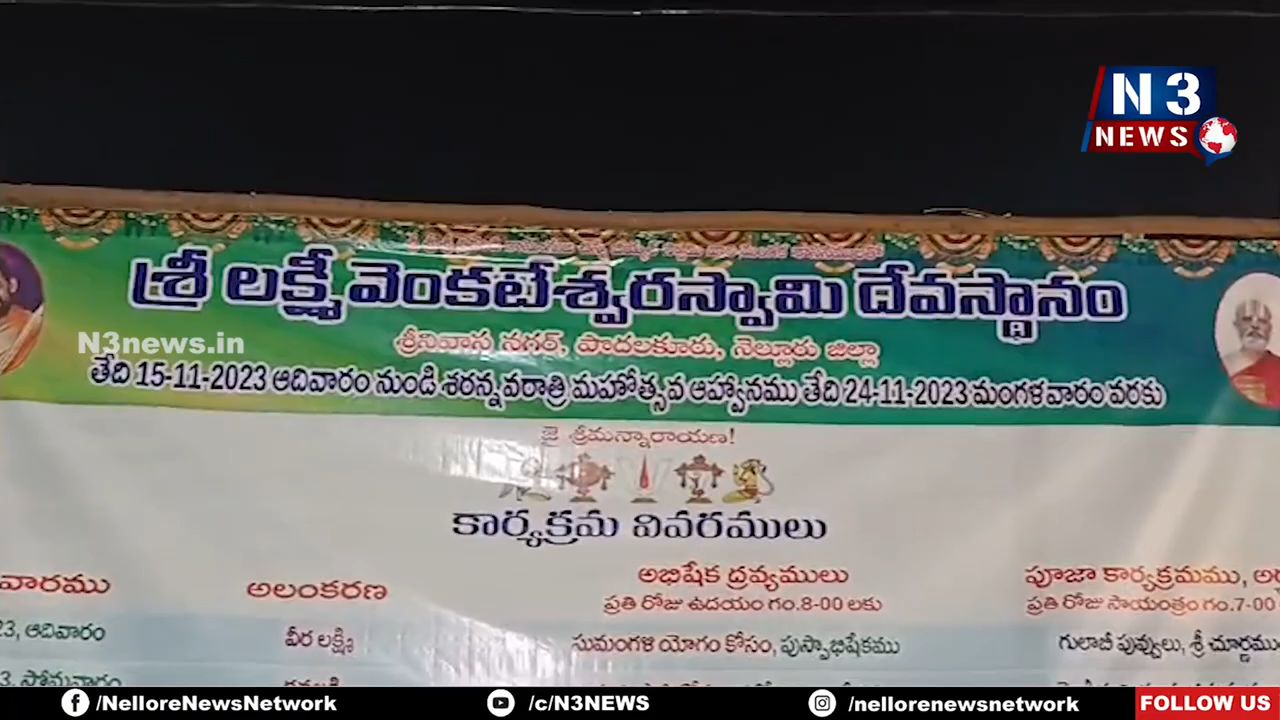 N3
NEWS
శ్రీ లక్ష్మీవెంకటేశ్వరస్వామి దేవస్థానం
N3news.in
శ్రీనివాస నగర్, పొదలకూరు, నెల్లూరు జిల్లా
తేది 15-11-2023 ఆదివారం నుండి శరన్నవరాత్రి మహోత్సవ ఆహ్వానము తేది 24-11-2023 మంగళవారం వరకు
జై శ్రీమన్నారాయణ!
కార్యక్రమ వివరములు
వారము అలంకరణ అభిషేక ద్రవ్యములు పూజా కార్యక్రమము,
ప్రతి రోజు ఉదయం గం.8-00 లకు ప్రతి రోజు సాయంత్రం గం.7-00
23, ఆదివారం వీర లక్ష్మి సుమంగళి యోగం కోసం, పుష్పాభిషేకము గులాబీ పువ్వులు, శ్రీ చూర్ణము
/NelloreNewsNetwork /c/N3NEWS /nellorenewsnetwork FOLLOW US